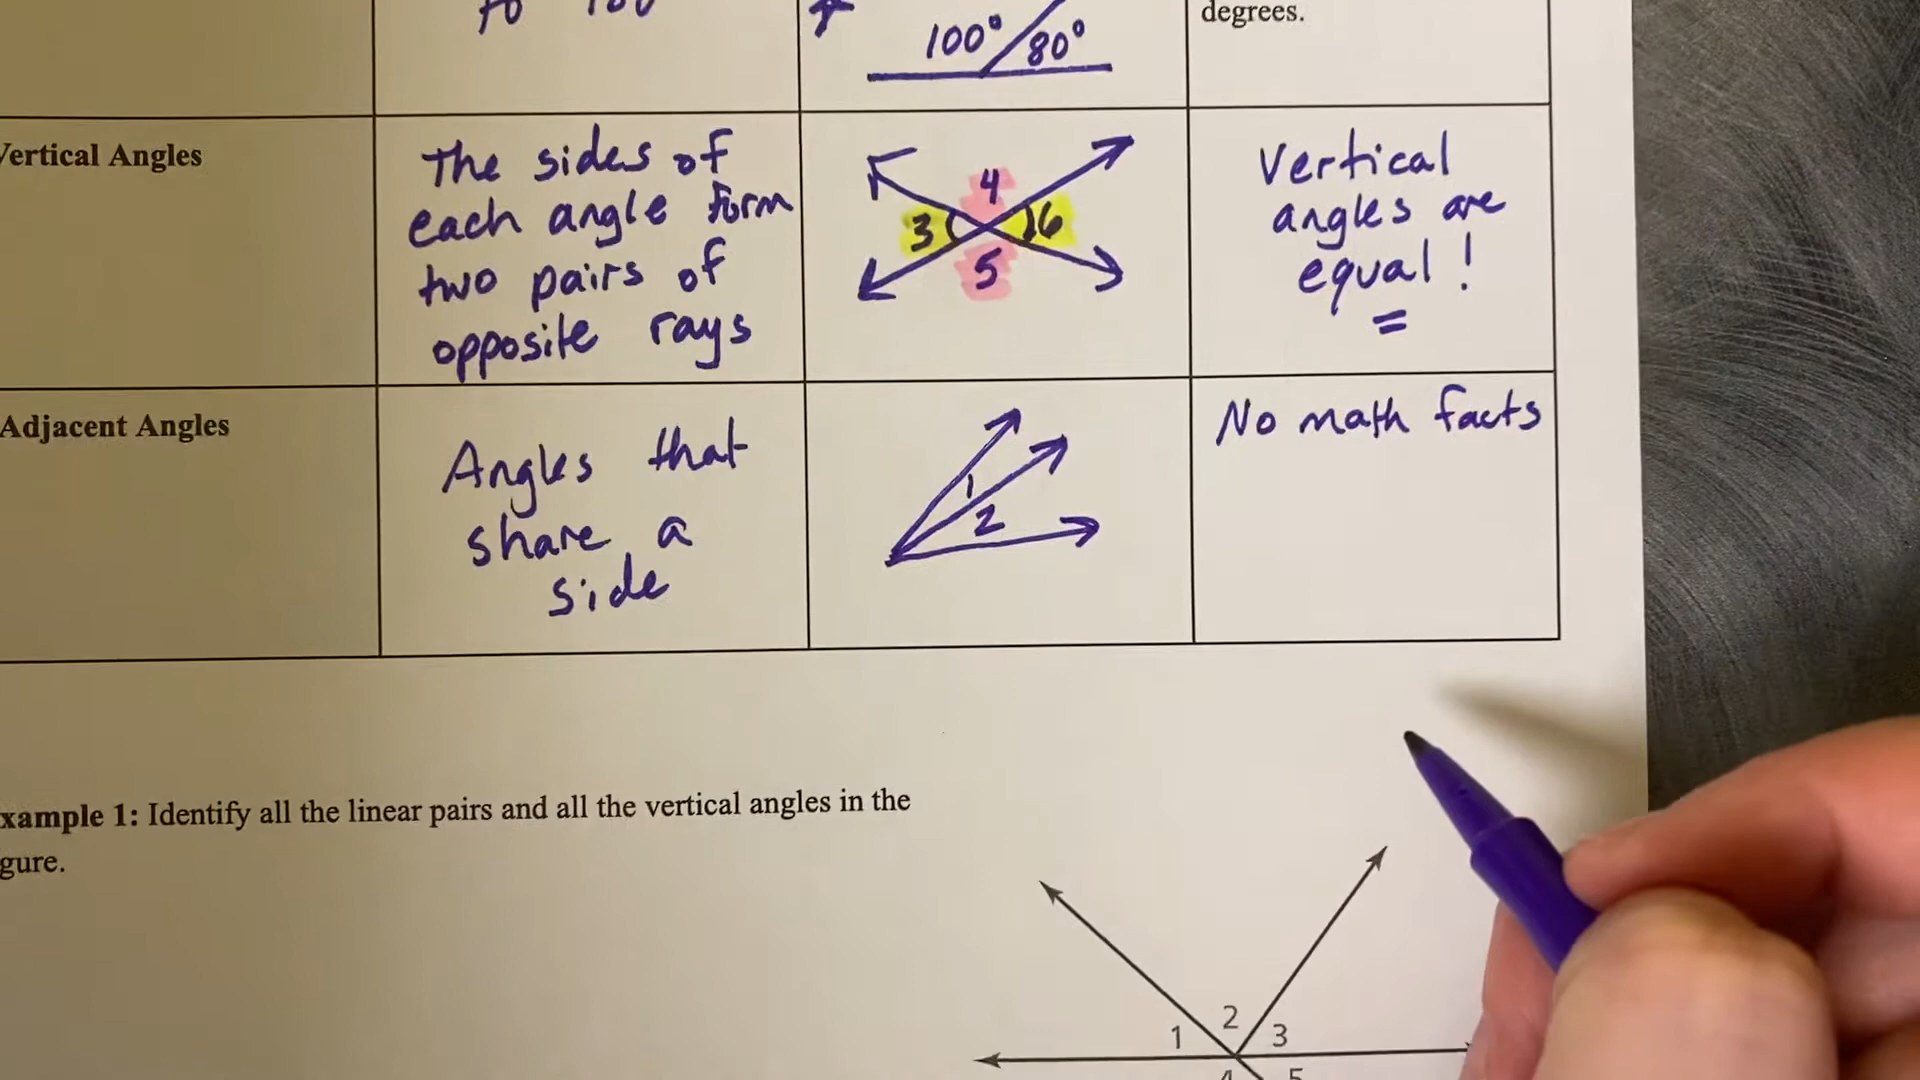 to 180
degrees.
100° 80°
Vertical Angles
The sides of
each angle form
two pairs of
opposite rays
4
3 6
5
Vertical
angles are
equal!
=
Adjacent Angles
Angles that
share a
side
1
2
No math facts
xample 1: Identify all the linear pairs and all the vertical angles in the
gure.
1 2 3
4 5